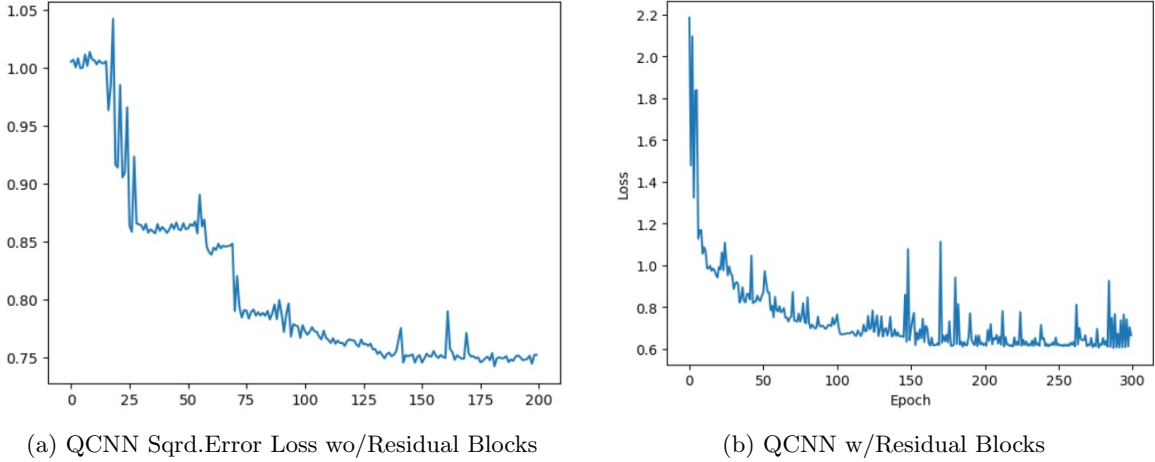 1.05
1.00
0.95
0.90
0.85
0.80
0.75
0 25 50 75 100 125 150 175 200
(a) QCNN Sqrd.Error Loss wo/Residual Blocks
2.2
2.0
1.8
1.6
1.4
1.2
1.0
0.8
0.6
Loss
0 50 100 150 200 250 300
Epoch
(b) QCNN w/Residual Blocks